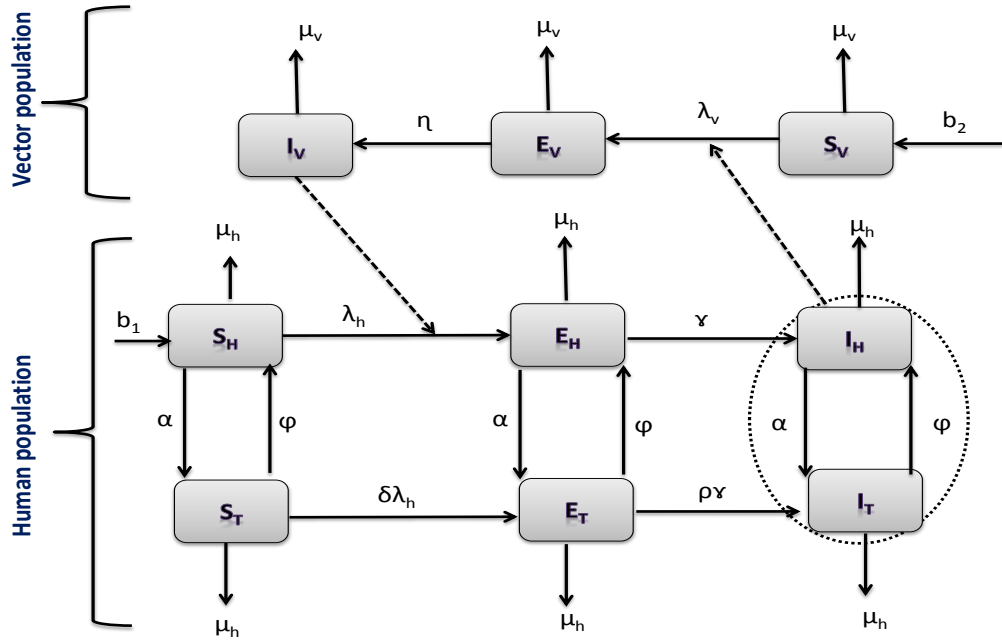 Vector population
μv μv μv
IV η EV λv SV b2
Human population
μh μh μh
b1 SH λh EH ɤ IH
α φ α φ α φ
ST δλh ET ργ IT
μh μh μh